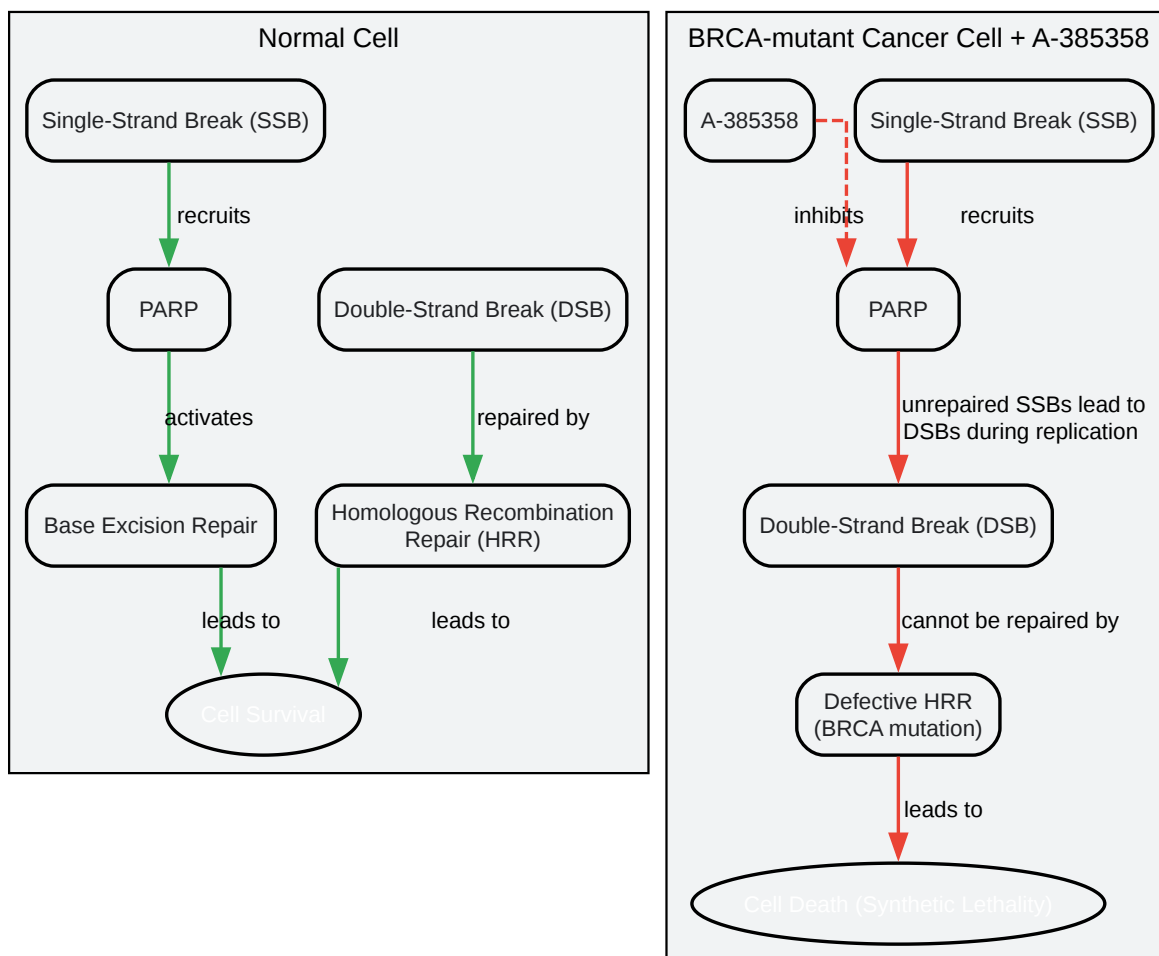 Normal Cell
Single-Strand Break (SSB)
recruits
PARP
Double-Strand Break (DSB)
activates
repaired by
Base Excision Repair
Homologous Recombination
Repair (HRR)
leads to
leads to
Cell Survival
BRCA-mutant Cancer Cell + A-385358
A-385358
Single-Strand Break (SSB)
inhibits
recruits
PARP
unrepaired SSBs lead to
DSBs during replication
Double-Strand Break (DSB)
cannot be repaired by
Defective HRR
(BRCA mutation)
leads to
Cell Death (Synthetic Lethality)